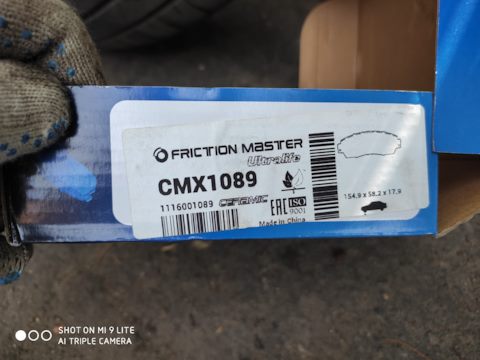 FRICTION MASTER
Ultralife
CMX1089
1116001089 CERAMIC EAC ISO 9001
Made in China
154.9 x 58.2 x 17.9
SHOT ON MI 9 LITE
AI TRIPLE CAMERA